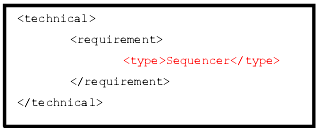 <technical>
<requirement>
<type>Sequencer</type>
</requirement>
</technical>